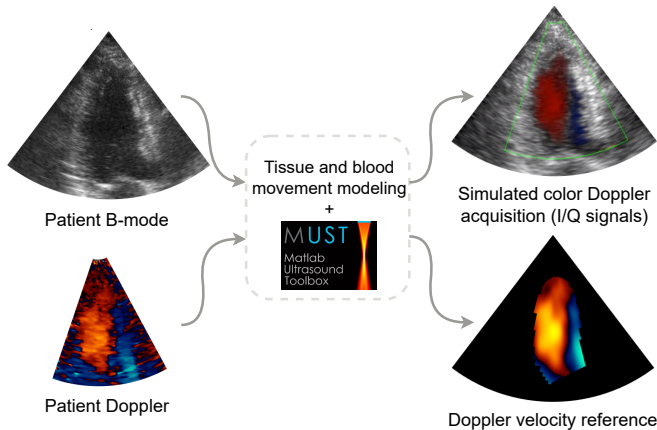 Patient B-mode
Patient Doppler
Tissue and blood
movement modeling
+
MUST
Matlab
Ultrasound
Toolbox
Simulated color Doppler
acquisition (I/Q signals)
Doppler velocity reference